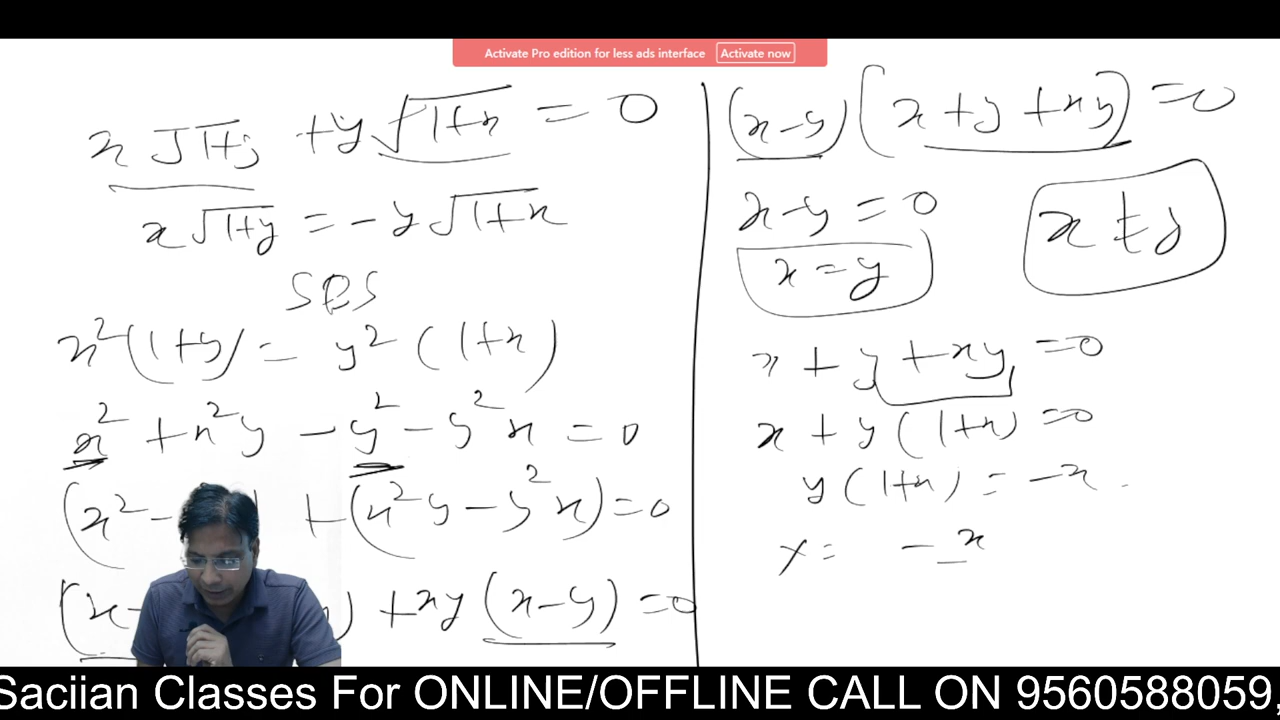 Activate Pro edition for less ads interface Activate now
x√1+y + y√1+x = 0
x√1+y = -y√1+x
SBS
x²(1+y) = y²(1+x)
x² + x²y - y² - y²x = 0
(x² - ) + (x²y - y²x) = 0
(x- ) + xy(x-y) = 0
(x-y)(x+y+xy) = 0
x-y = 0
x ≠ y
x = y
x + y + xy = 0
x + y(1+x) = 0
y(1+x) = -x
y = -x
Saciian Classes For ONLINE/OFFLINE CALL ON 9560588059,